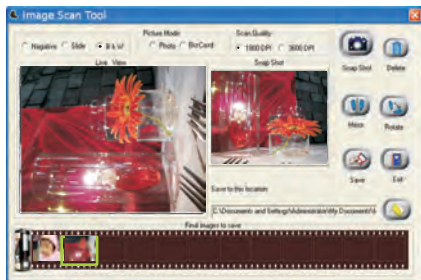 Image Scan Tool
Picture Mode
Scan Quality
Negative Slide B & W Photo BizCard 1800 DPI 3600 DPI
Live View
Snap Shot
Snap Shot
Delete
Mirror
Rotate
Save
Exit
Save to this location
C:\Documents and Settings\Administrator\My Documents\
Final images to save